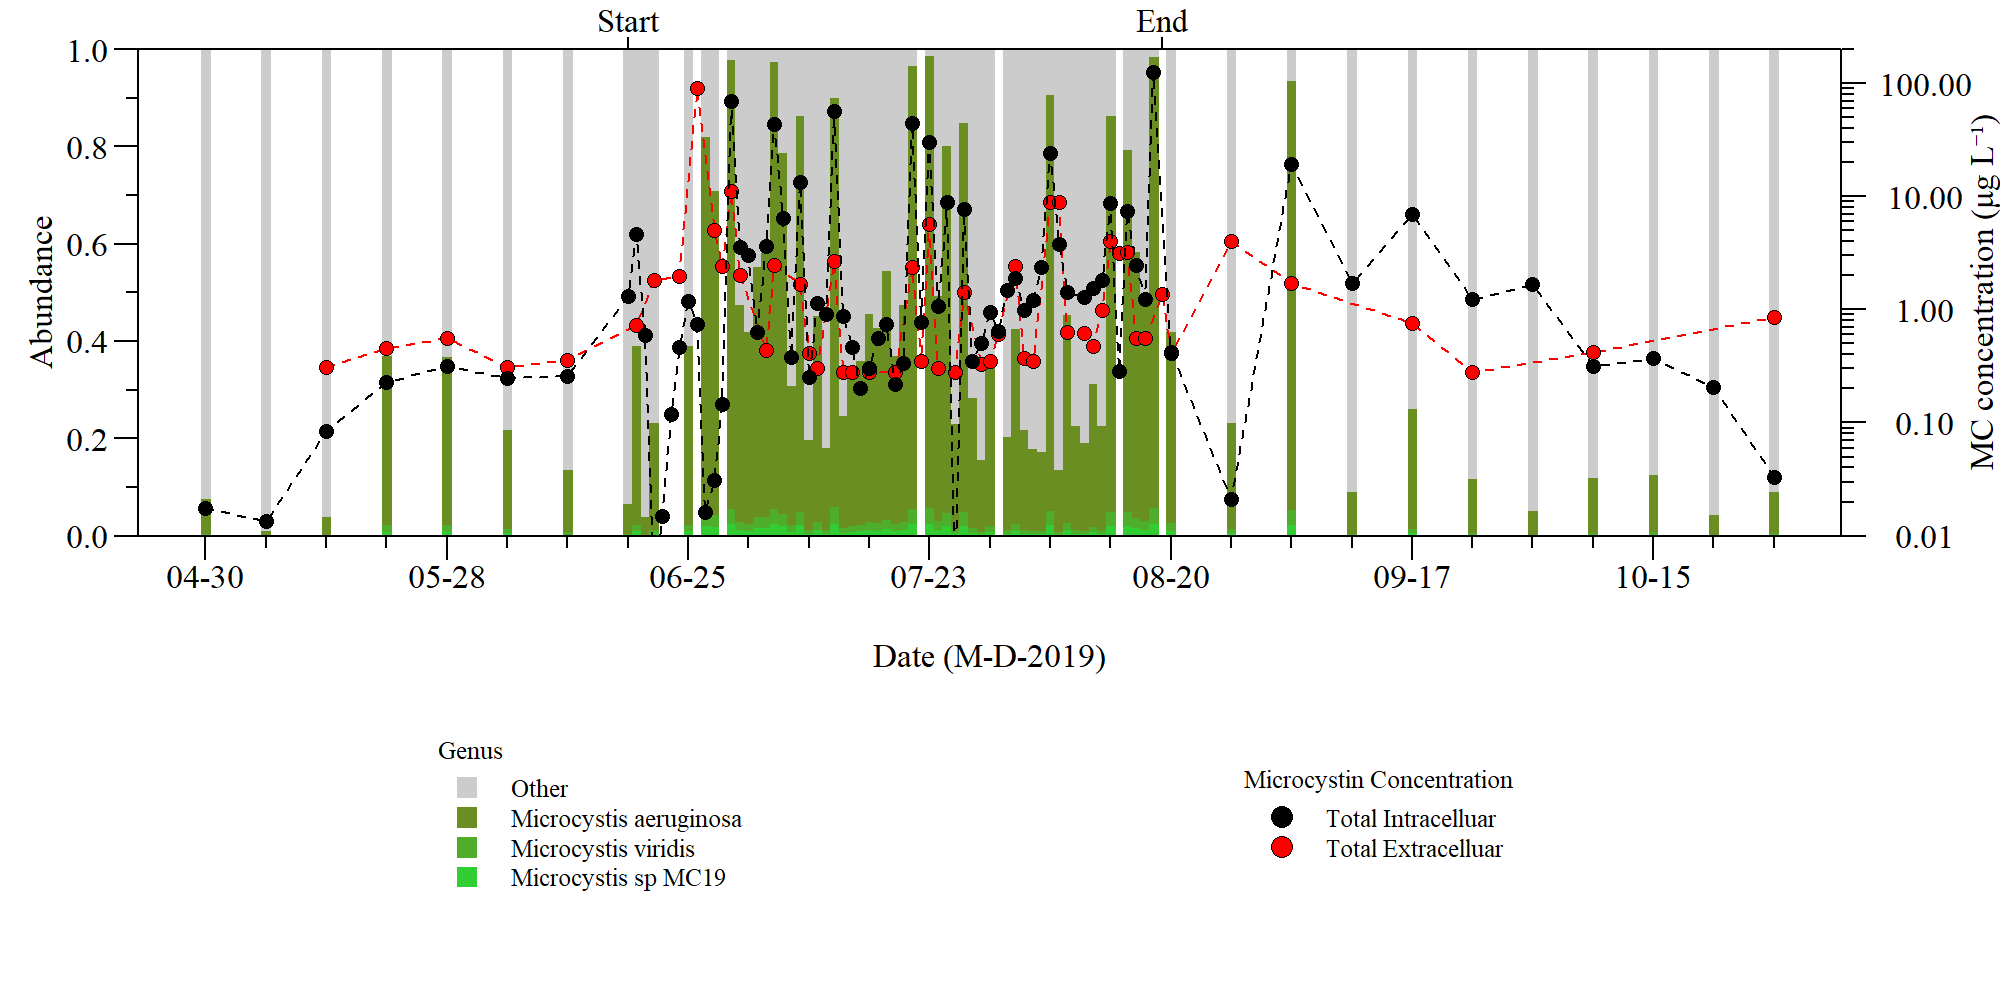 Start End
1.0
0.8
0.6
0.4
0.2
0.0
Abundance
100.00
10.00
1.00
0.10
0.01
MC concentration (µg L⁻¹)
04-30 05-28 06-25 07-23 08-20 09-17 10-15
Date (M-D-2019)
Genus
Other
Microcystis aeruginosa
Microcystis viridis
Microcystis sp MC19
Microcystin Concentration
Total Intracelluar
Total Extracelluar